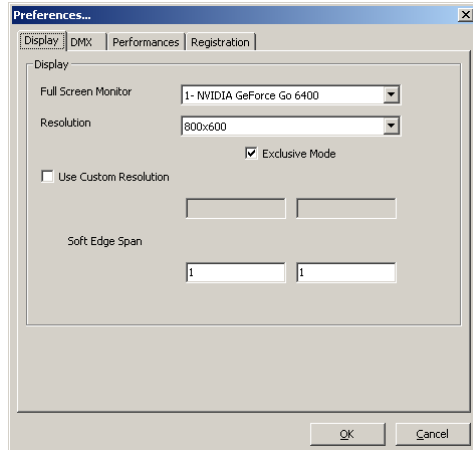 Preferences...
Display DMX Performances Registration
Display
Full Screen Monitor 1- NVIDIA GeForce Go 6400
Resolution 800x600
Exclusive Mode
Use Custom Resolution
Soft Edge Span
1 1
OK Cancel